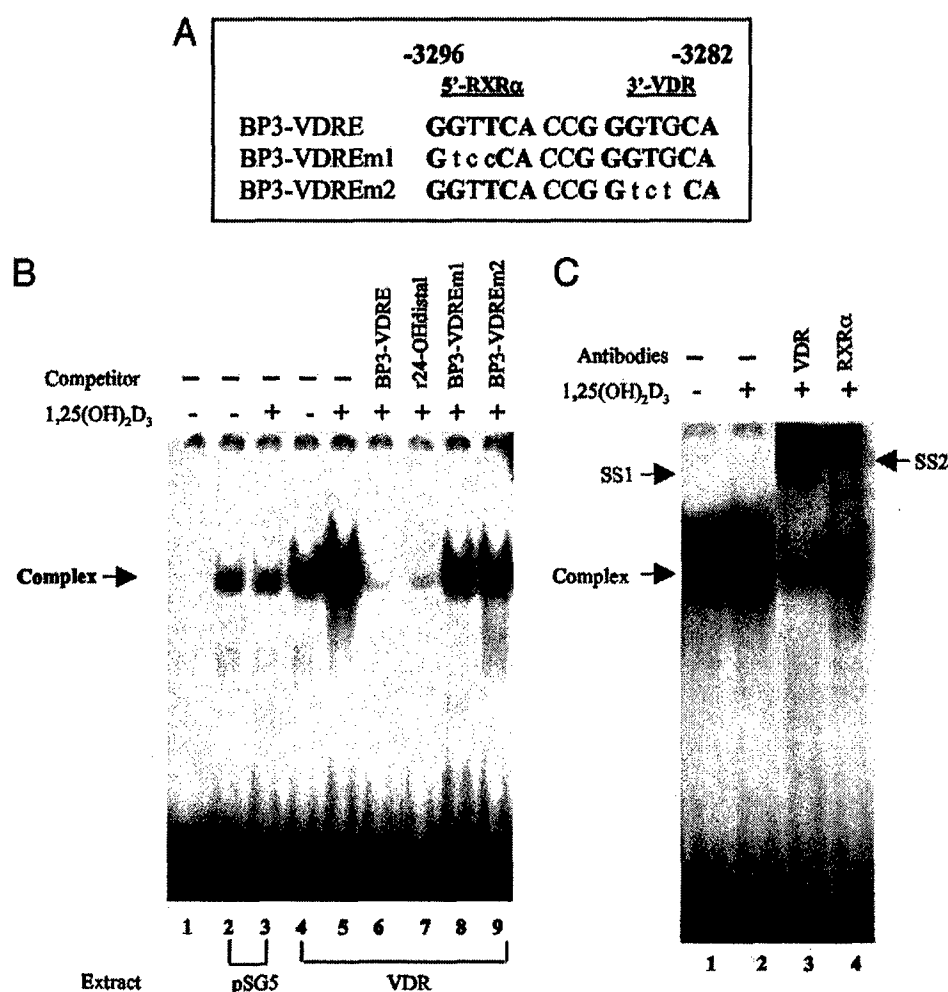 A
-3296 -3282
5'-RXRα 3'-VDR
BP3-VDRE GGTTCA CCG GGTGCA
BP3-VDREm1 GtccCA CCG GGTGCA
BP3-VDREm2 GGTTCA CCG GtctCA
B
BP3-VDRE
r24-OHdistal
BP3-VDREm1
BP3-VDREm2
Competitor − − − − −
1,25(OH)₂D₃ - - + - + + + + +
Complex
1 2 3 4 5 6 7 8 9
Extract pSG5 VDR
C
VDR
RXRα
Antibodies − −
1,25(OH)₂D₃ - + + +
SS1 SS2
Complex
1 2 3 4